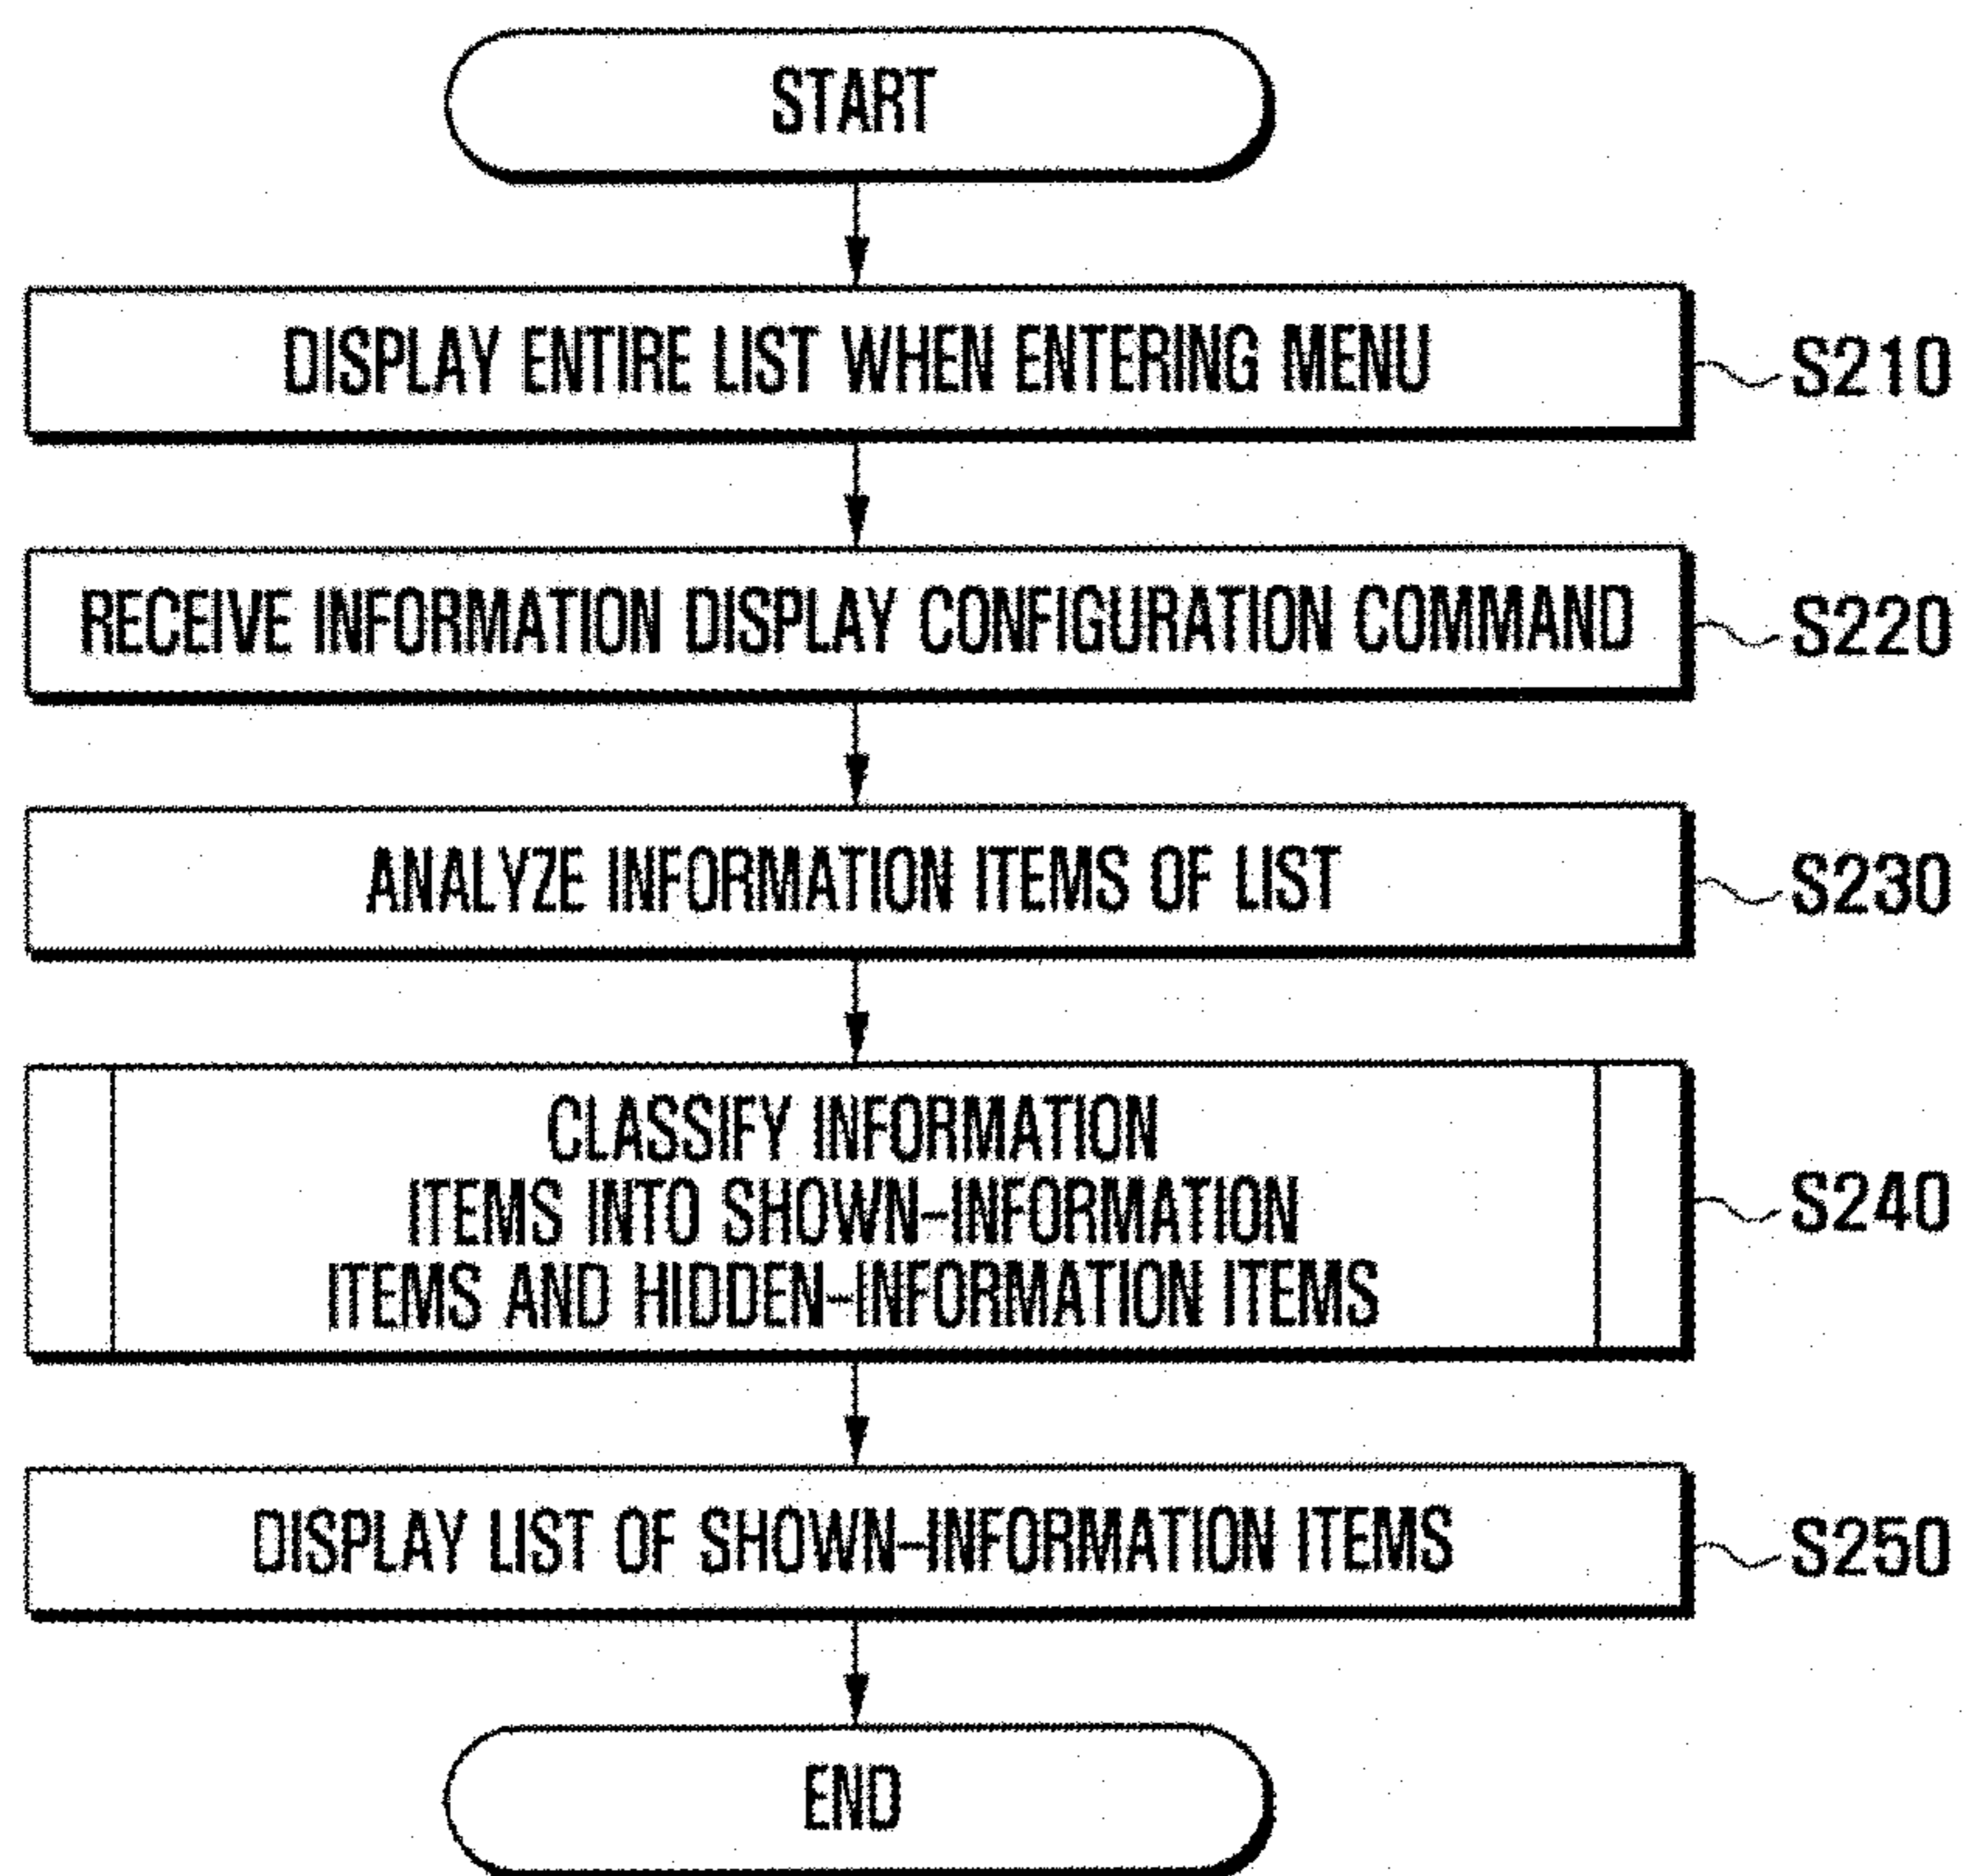 START
DISPLAY ENTIRE LIST WHEN ENTERING MENU
S210
RECEIVE INFORMATION DISPLAY CONFIGURATION COMMAND
S220
ANALYZE INFORMATION ITEMS OF LIST
S230
CLASSIFY INFORMATION
ITEMS INTO SHOWN-INFORMATION
ITEMS AND HIDDEN-INFORMATION ITEMS
S240
DISPLAY LIST OF SHOWN-INFORMATION ITEMS
S250
END